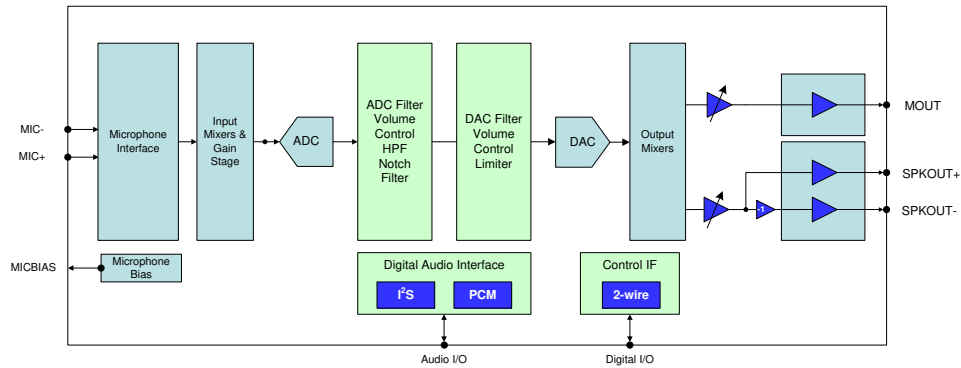 MIC-
MIC+
MICBIAS
Microphone
Interface
Microphone
Bias
Input
Mixers &
Gain
Stage
ADC
ADC Filter
Volume
Control
HPF
Notch
Filter
DAC Filter
Volume
Control
Limiter
DAC
Output
Mixers
-1
MOUT
SPKOUT+
SPKOUT-
Digital Audio Interface
I²S
PCM
Control IF
2-wire
Audio I/O
Digital I/O